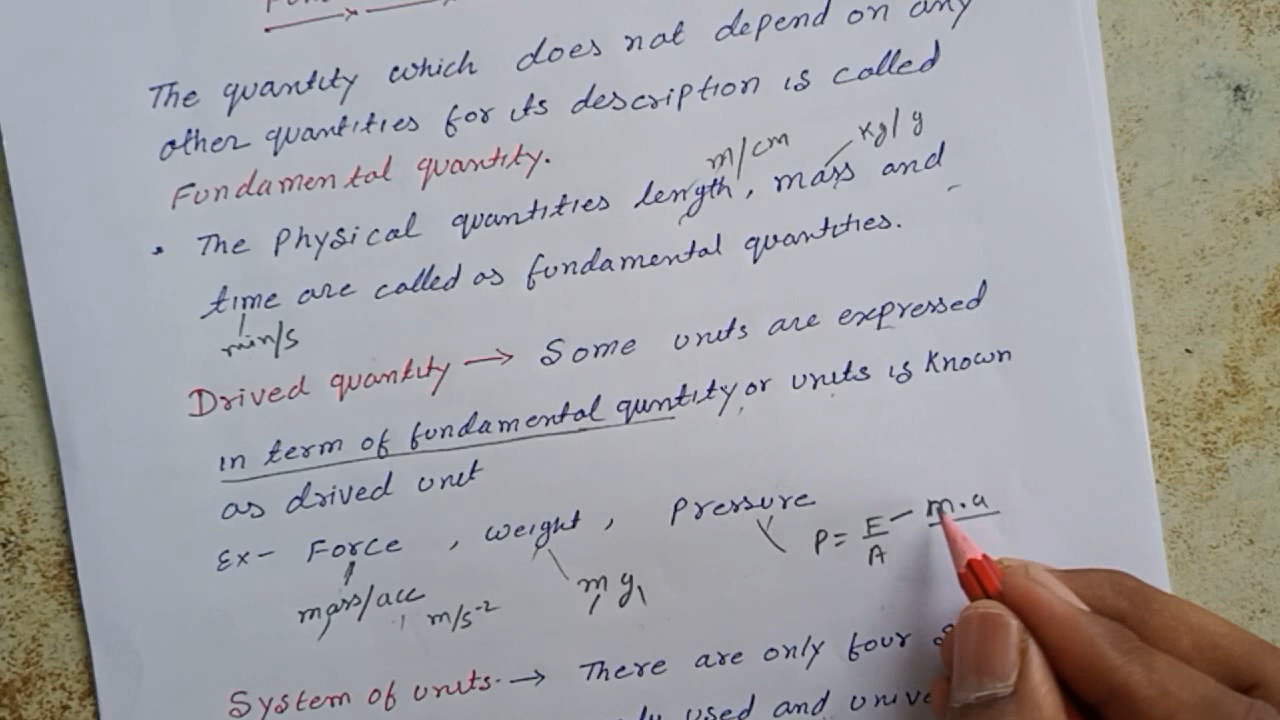 The quantity which does not depend on any
other quantities for its description is called
Fundamental quantity.
m/cm
kg/g
• The Physical quantities length, mass and
time are called as fundamental quantities.
min/s
Drived quantity → Some units are expressed
in term of fundamental quntity or units is known
as drived unit
Ex- Force, weight, Pressure
P = F/A - m.a
mass/acc
m/s-2
mg
System of units. → There are only four
used and